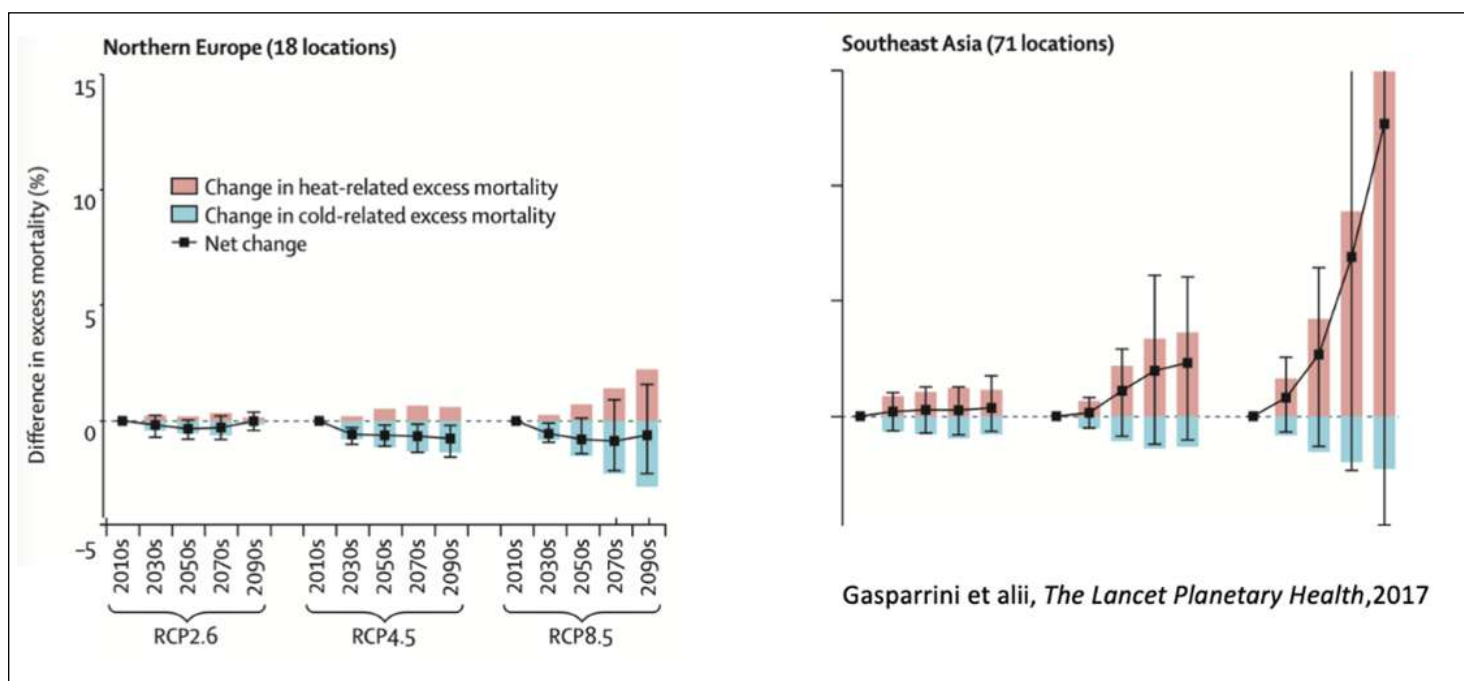 Northern Europe (18 locations)
Southeast Asia (71 locations)
15
10
5
0
−5
Difference in excess mortality (%)
Change in heat-related excess mortality
Change in cold-related excess mortality
Net change
2010s
2030s
2050s
2070s
2090s
2010s
2030s
2050s
2070s
2090s
2010s
2030s
2050s
2070s
2090s
RCP2.6
RCP4.5
RCP8.5
Gasparrini et alii, The Lancet Planetary Health,2017